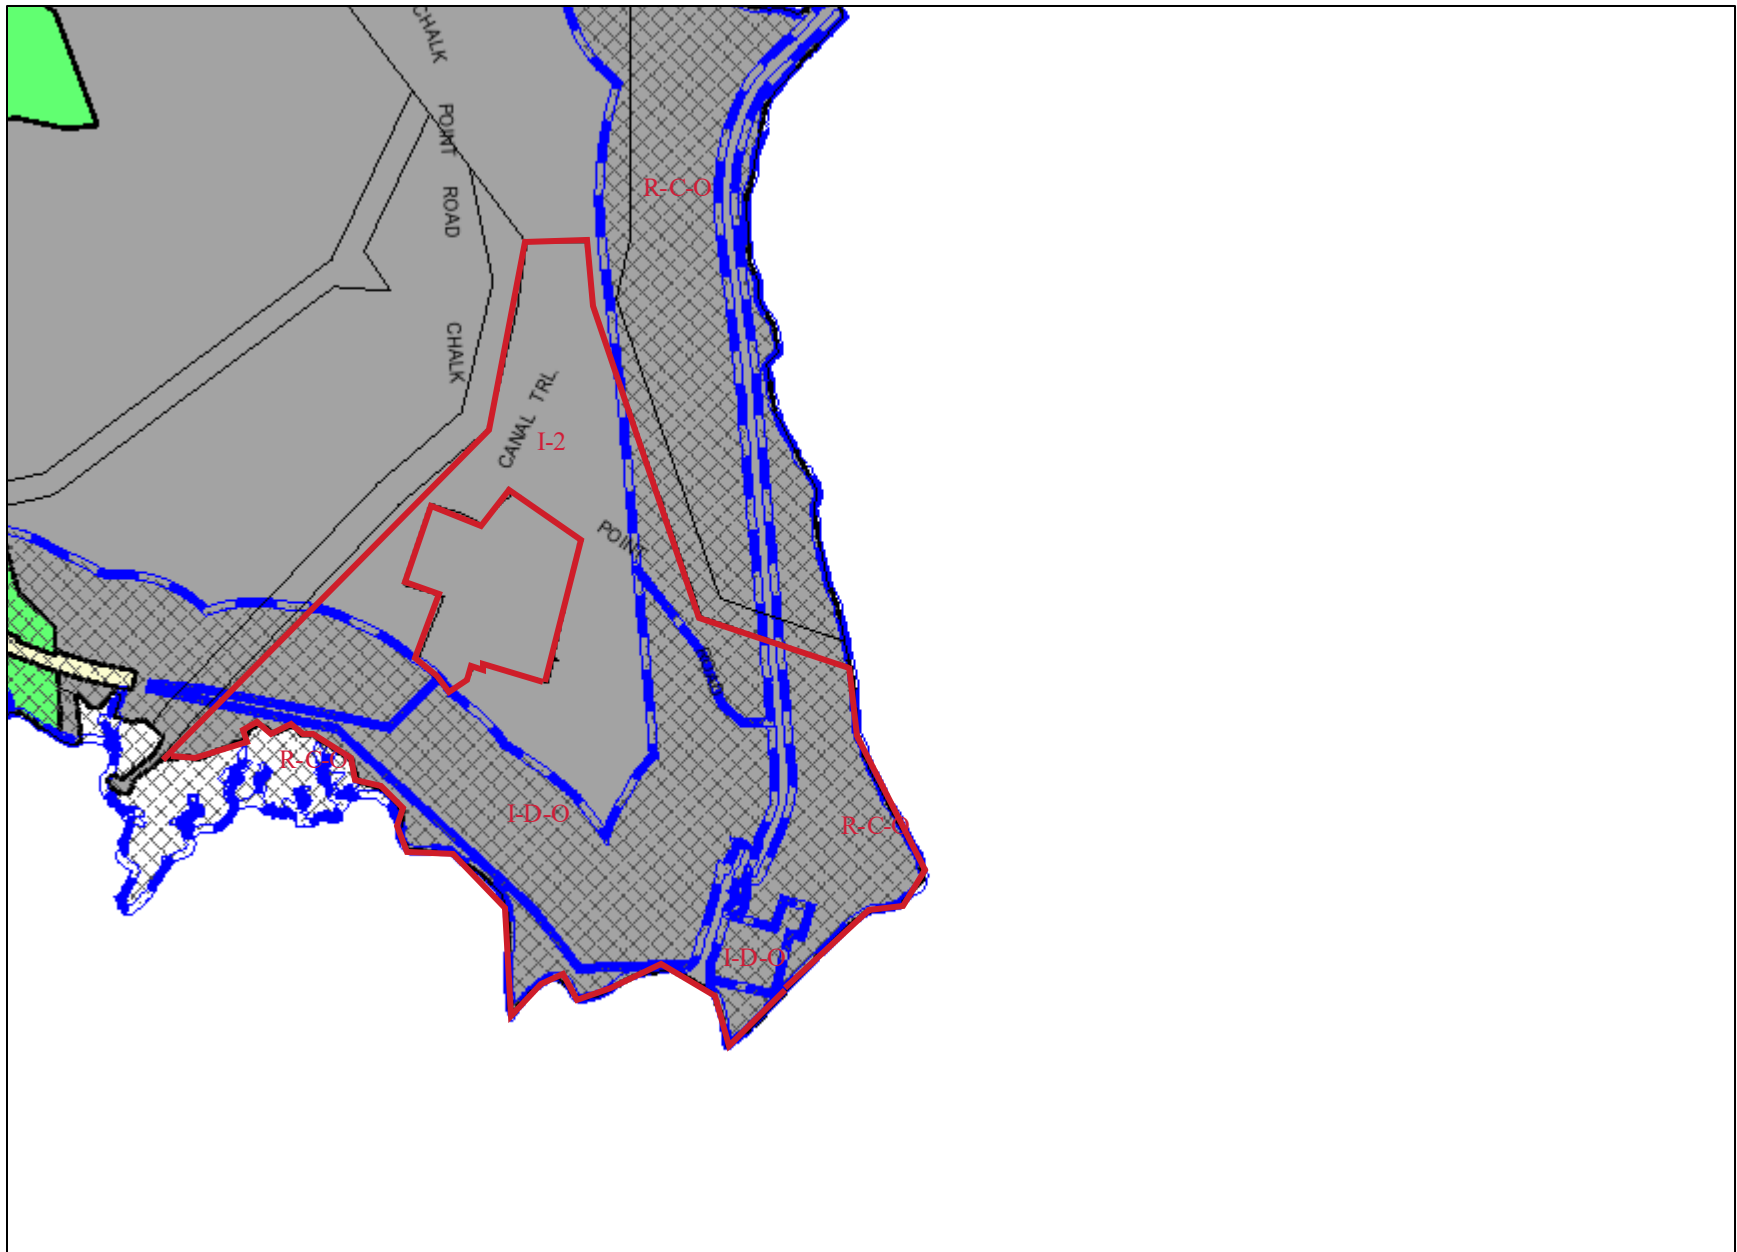 CHALK
POINT
ROAD
R-C-O
CHALK
CANAL TRL.
I-2
POINT
R-C-O
I-D-O
R-C-O
I-D-O